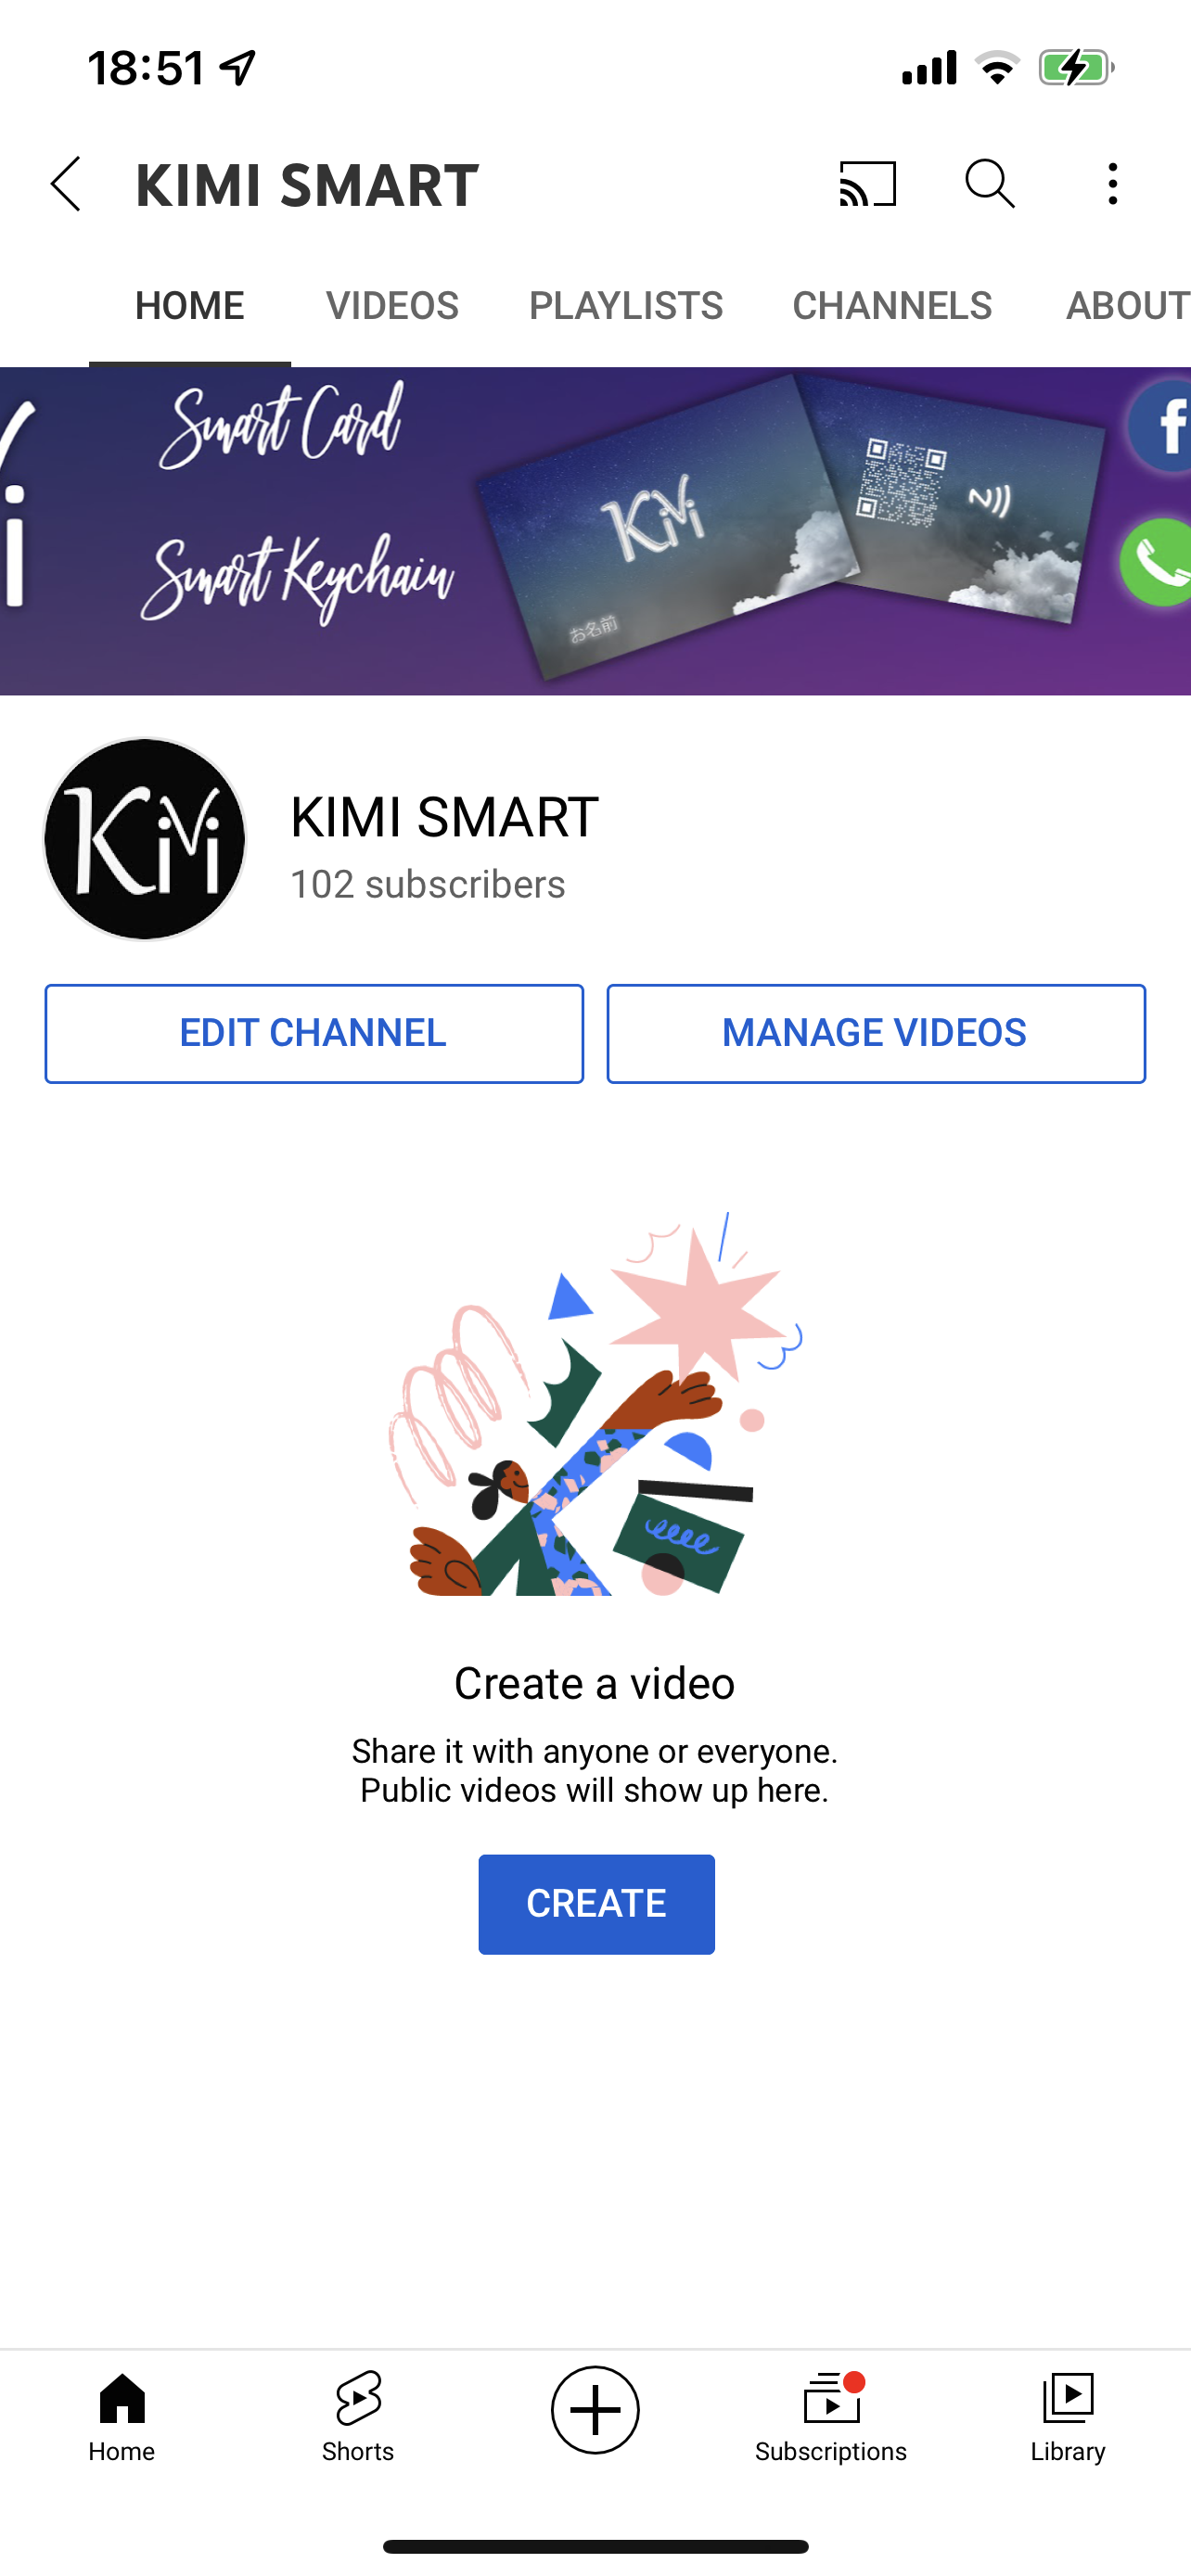 18:51
KIMI SMART
HOME VIDEOS PLAYLISTS CHANNELS ABOUT
Smart Card
Smart Keychain
KiMi
お名前
KiMi
KIMI SMART
102 subscribers
EDIT CHANNEL MANAGE VIDEOS
Create a video
Share it with anyone or everyone.
Public videos will show up here.
CREATE
Home Shorts Subscriptions Library